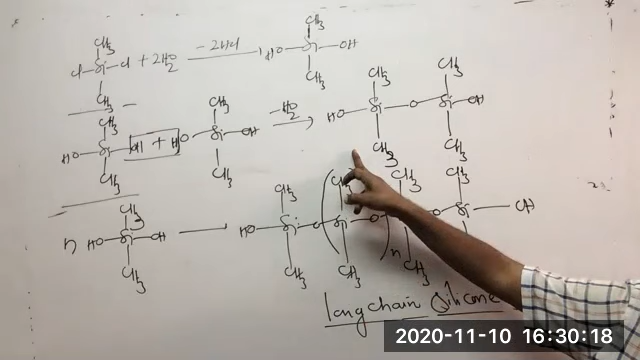 CH3 CH3
Cl-Si-Cl + 2H2O -2HCl HO-Si-OH
CH3 CH3
CH3 CH3 CH3 CH3
HO-Si-OH + HO-Si-OH -H2O HO-Si-O-Si-OH
CH3 CH3 CH3 CH3
CH3 CH3 CH3 CH3
n HO-Si-OH HO-Si-O-(Si-O)n Si-OH
CH3 CH3 CH3 CH3
Long chain Silicone
2020-11-10 16:30:18